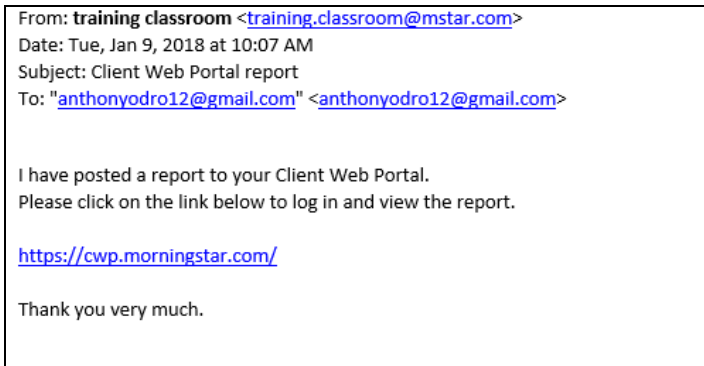 From: training classroom <training.classroom@mstar.com>
Date: Tue, Jan 9, 2018 at 10:07 AM
Subject: Client Web Portal report
To: "anthonyodro12@gmail.com" <anthonyodro12@gmail.com>
I have posted a report to your Client Web Portal.
Please click on the link below to log in and view the report.
https://cwp.morningstar.com/
Thank you very much.